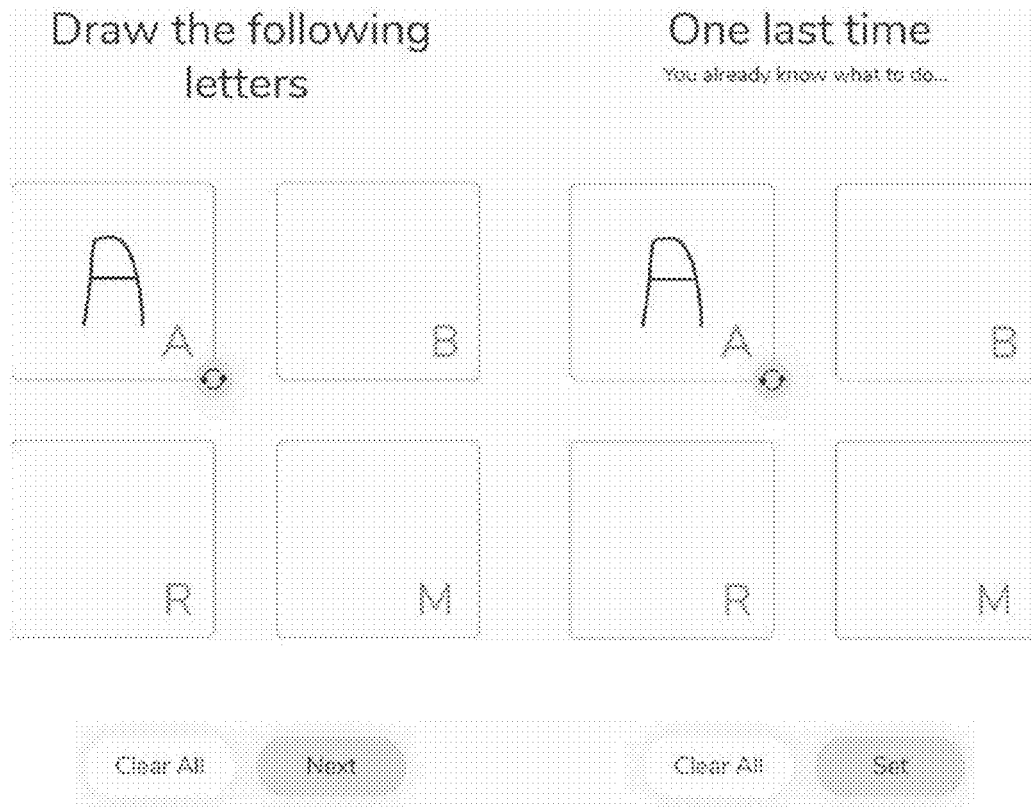 Draw the following
letters
A
A
B
R
M
Clear All
Next
One last time
You already know what to do...
A
A
B
R
M
Clear All
Set